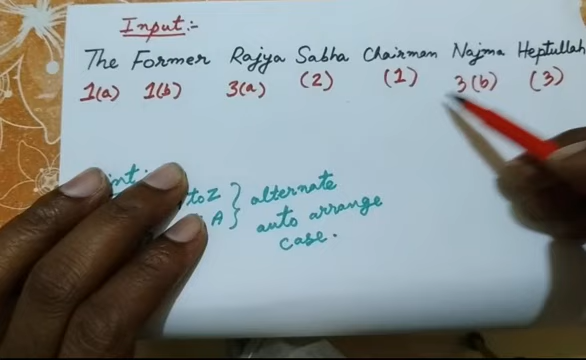 Input:-
The Former Rajya Sabha Chairman Najma Heptullah
1(a) 1(b) 3(a) (2) (1) 3(b) (3)
to Z } alternate
A } auto arrange
case.